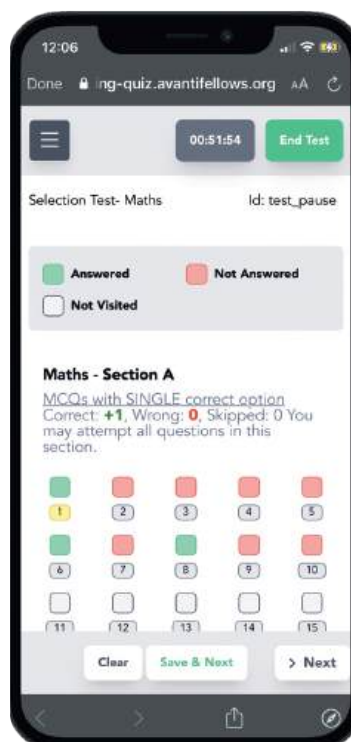 12:06
Done ing-quiz.avantifellows.org AA
00:51:54 End Test
Selection Test- Maths Id: test_pause
Answered Not Answered
Not Visited
Maths - Section A
MCQs with SINGLE correct option
Correct: +1, Wrong: 0, Skipped: 0 You
may attempt all questions in this
section.
1 2 3 4 5
6 7 8 9 10
11 12 13 14 15
Clear Save & Next > Next